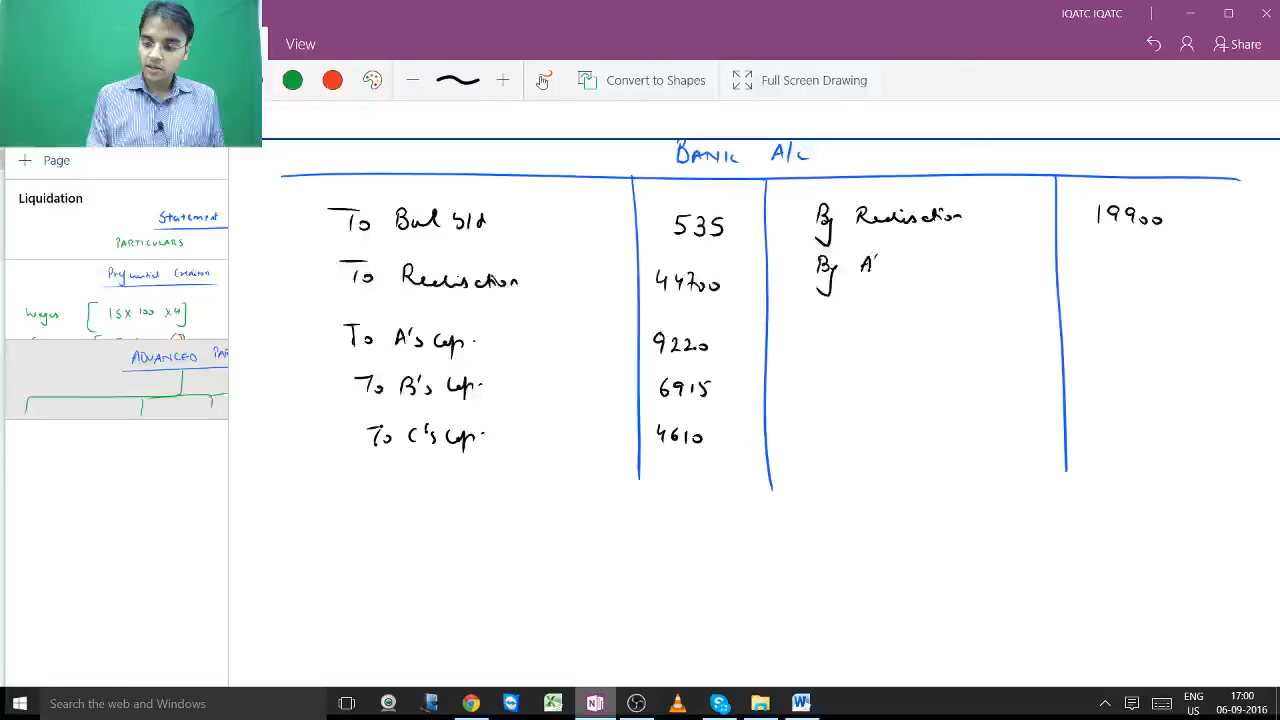 IQATC IQATC
View
Share
Convert to Shapes
Full Screen Drawing
Page
Liquidation
Statement
PARTICULARS
Preferential Creditors
Wages [15 x 100 x 4]
ADVANCED PAR
BANK A/C
To Bal b/d 535 By Realisation 19900
To Realisation 44700 By A'
To A's Cap. 9220
To B's Cap. 6915
To C's Cap. 4610
Search the web and Windows
ENG
US
17:00
06-09-2016